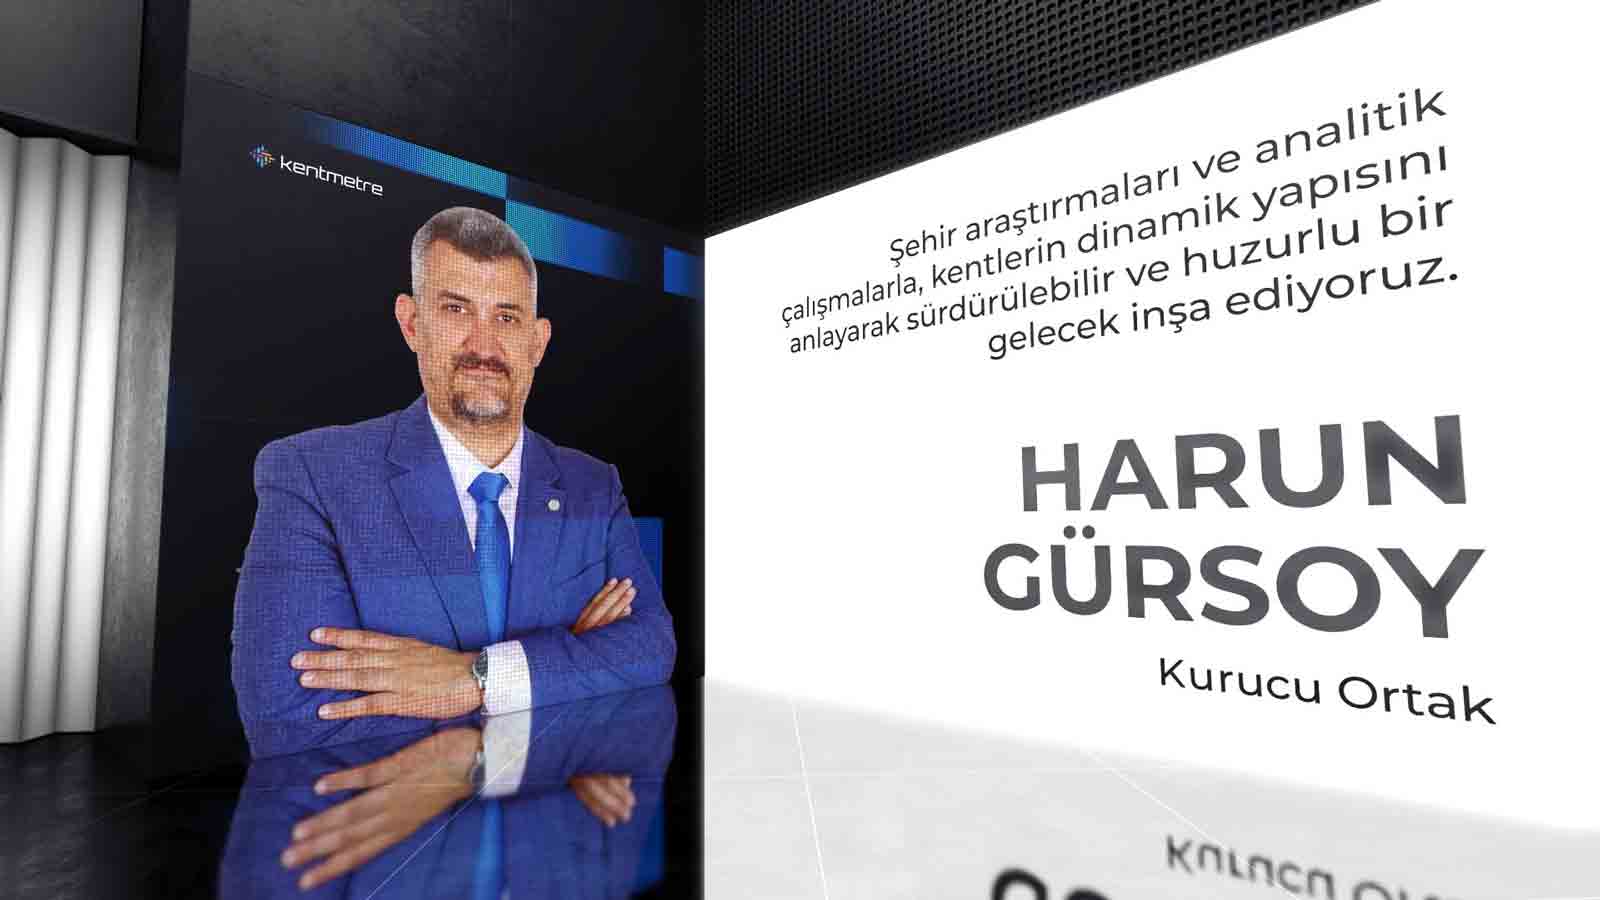 kentmetre
Şehir araştırmaları ve analitik
çalışmalarla, kentlerin dinamik yapısını
anlayarak sürdürülebilir ve huzurlu bir
gelecek inşa ediyoruz.
HARUN
GÜRSOY
Kurucu Ortak